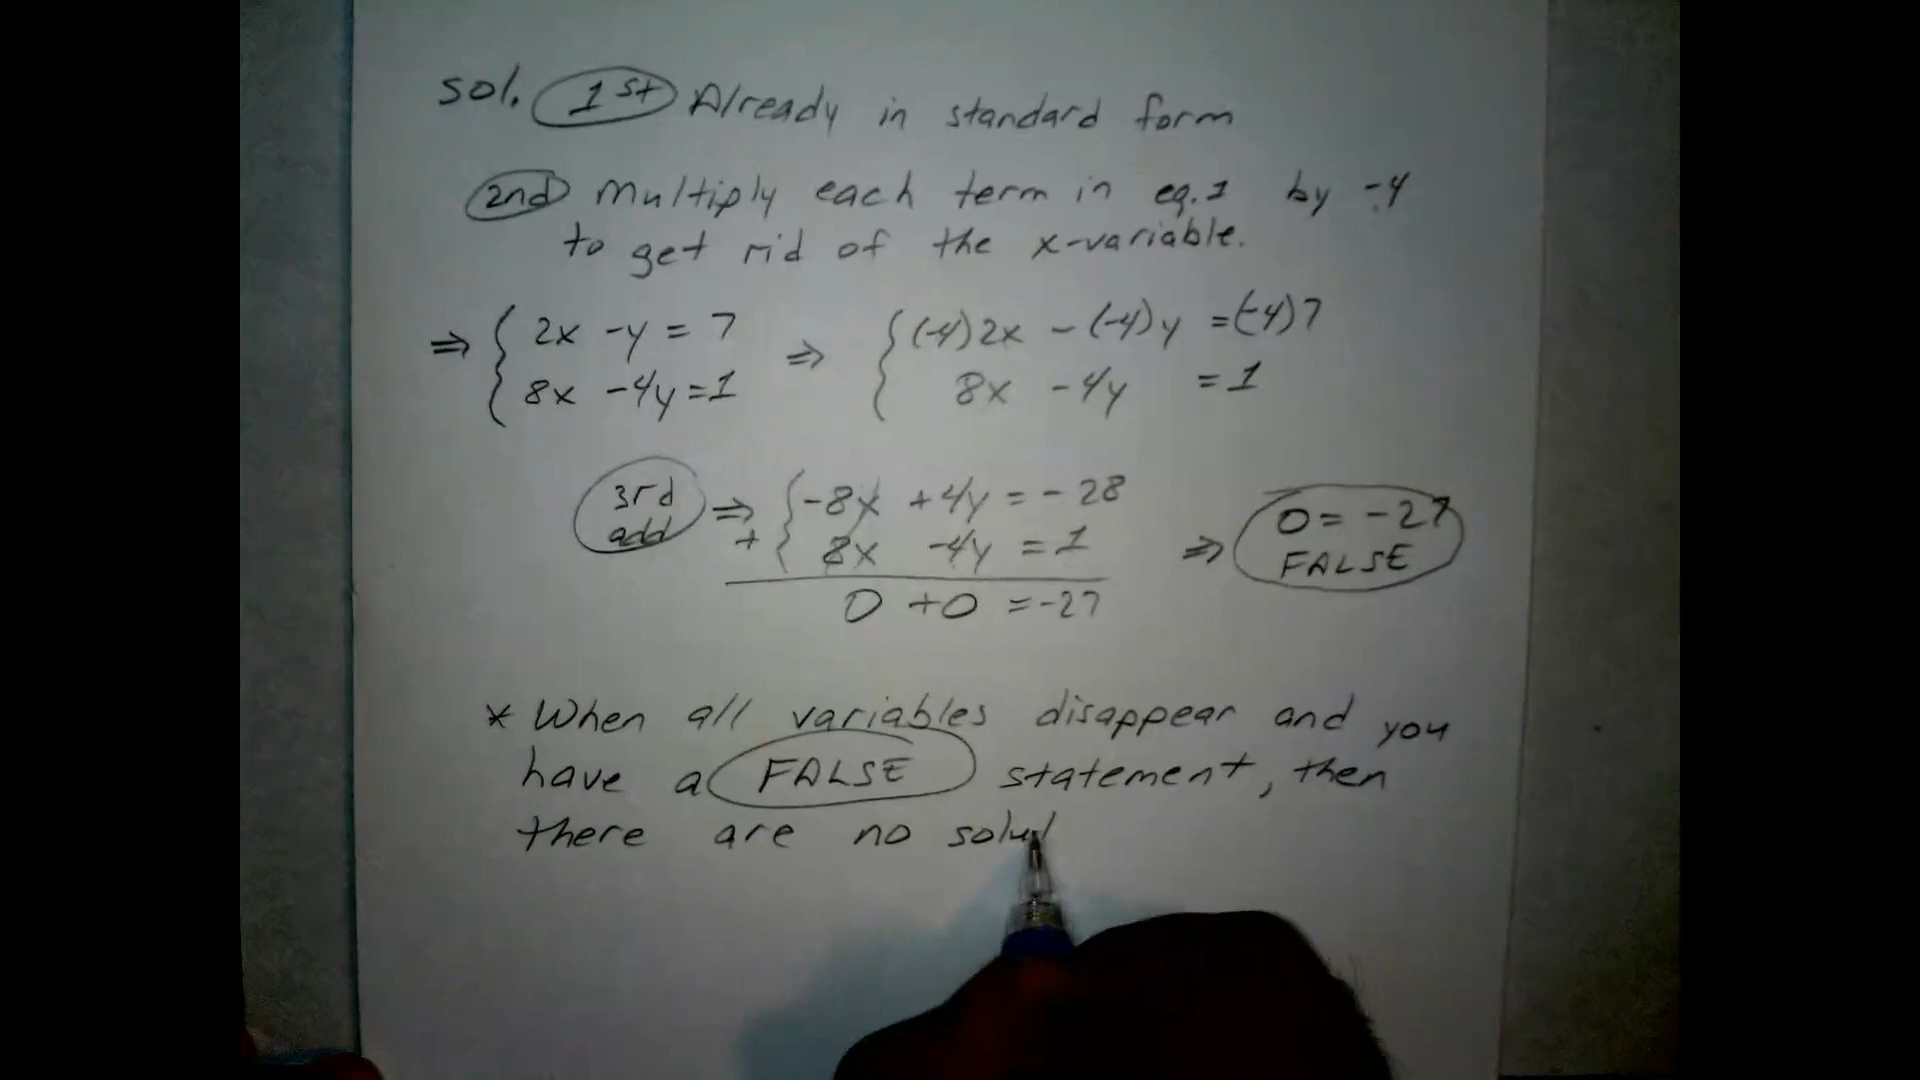 sol. 1st Already in standard form
2nd Multiply each term in eq.1 by -4
to get rid of the x-variable.
⇒ { 2x - y = 7 ⇒ { (-4)2x - (-4)y = (-4)7
8x - 4y = 1 8x - 4y = 1
3rd add ⇒ + { -8x + 4y = - 28
8x - 4y = 1 ⇒ 0 = -27 FALSE
0 + 0 = -27
* When all variables disappear and you
have a FALSE statement, then
there are no solut